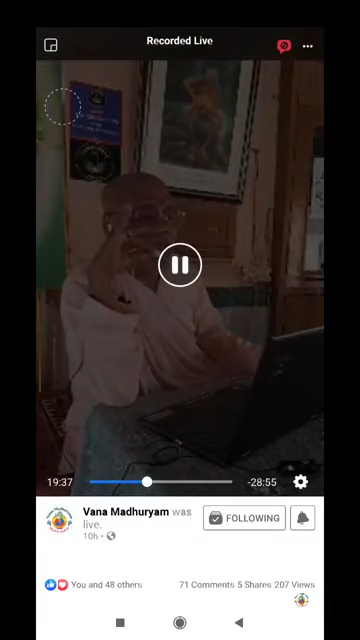 Recorded Live
19:37
-28:55
Vana Madhuryam was
live.
FOLLOWING
10h
You and 48 others
71 Comments 5 Shares 207 Views